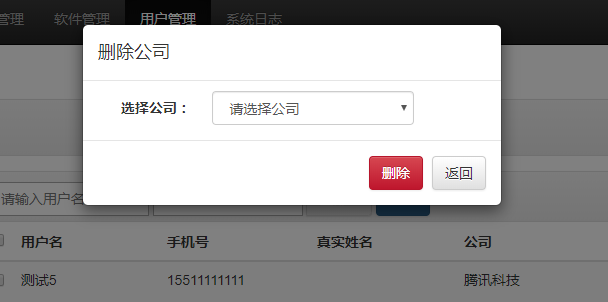 管理 软件管理 用户管理 系统日志
删除公司
选择公司： 请选择公司
删除 返回
请输入用户名
用户名 手机号 真实姓名 公司
测试5 15511111111 腾讯科技